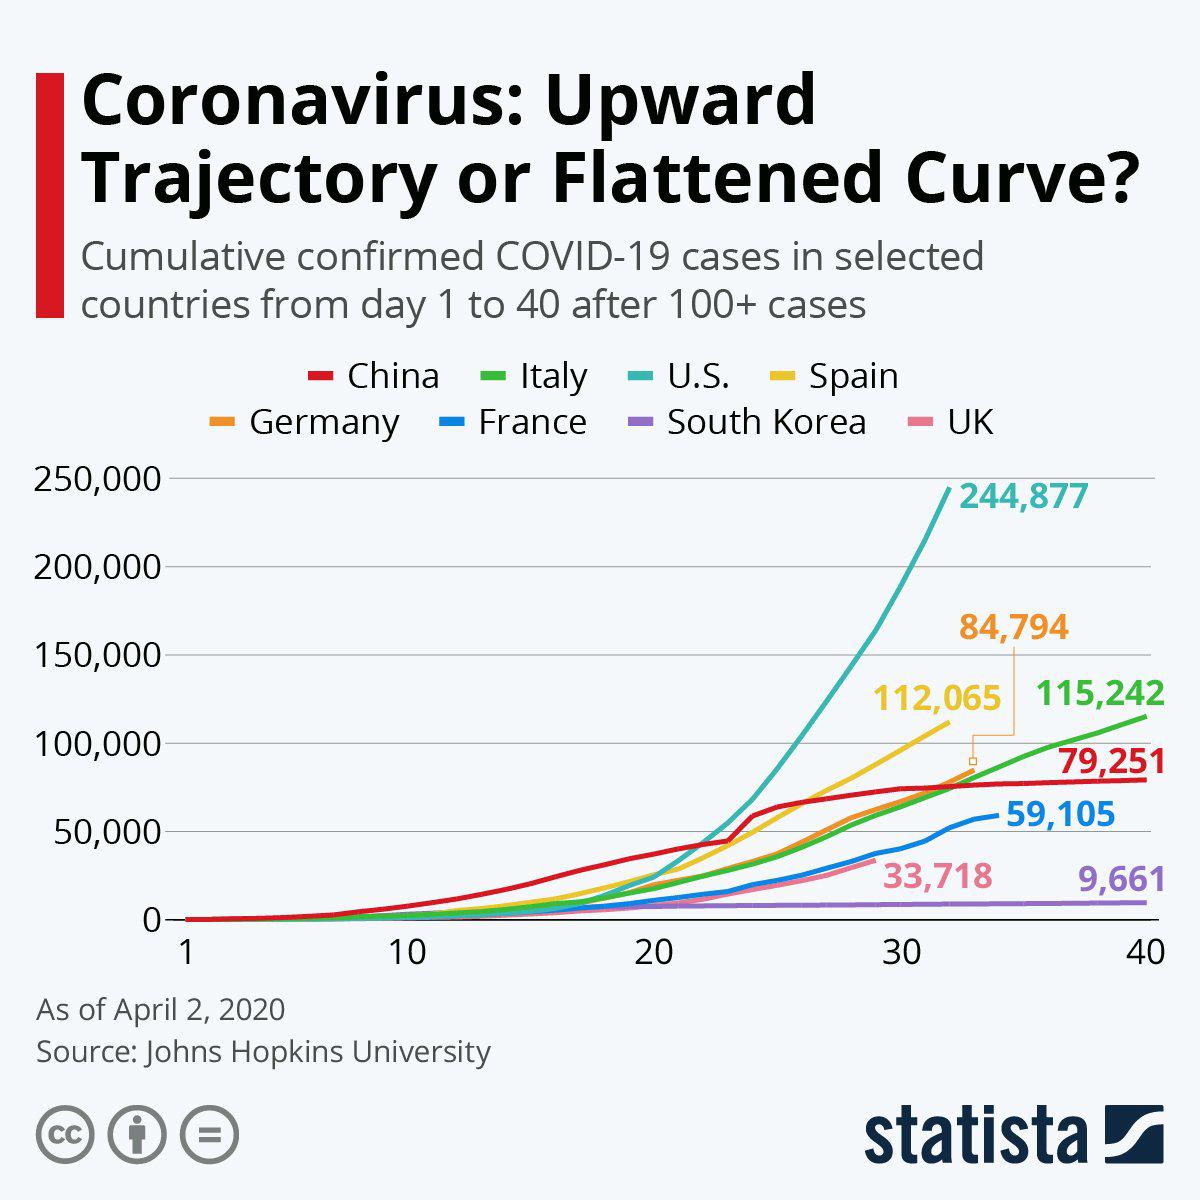 Coronavirus: Upward
Trajectory or Flattened Curve?
Cumulative confirmed COVID-19 cases in selected
countries from day 1 to 40 after 100+ cases
China Italy U.S. Spain
Germany France South Korea UK
250,000
244,877
200,000
84,794
150,000
112,065
115,242
100,000
79,251
50,000
59,105
33,718
9,661
0
1 10 20 30 40
As of April 2, 2020
Source: Johns Hopkins University
cc =
statista